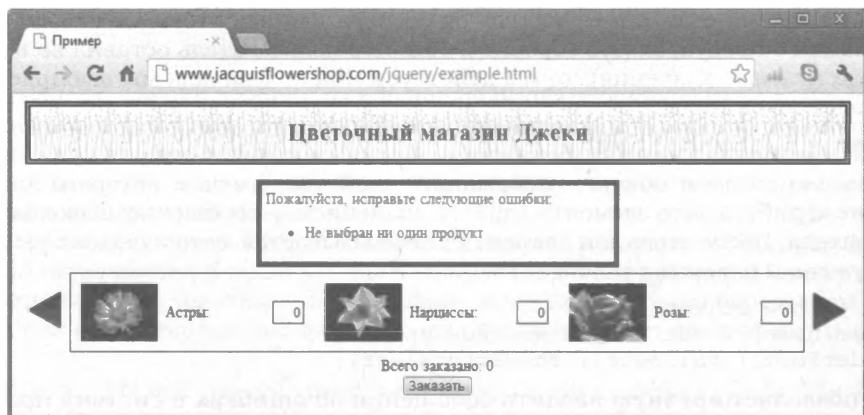 Пример
www.jacquisflowershop.com/jquery/example.html
Цветочный магазин Джеки
Пожалуйста, исправьте следующие ошибки:
• Не выбран ни один продукт
Астры: 0 Нарциссы: 0 Розы: 0
Всего заказано: 0
Заказать